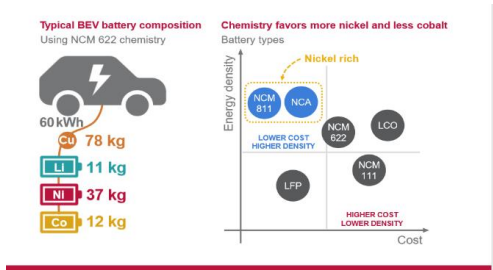 Typical BEV battery composition
Using NCM 622 chemistry
60 kWh
Cu 78 kg
Li 11 kg
Ni 37 kg
Co 12 kg
Chemistry favors more nickel and less cobalt
Battery types
Nickel rich
Energy density
NCM
811
NCA
LOWER COST
HIGHER DENSITY
NCM
622
LCO
NCM
111
LFP
HIGHER COST
LOWER DENSITY
Cost